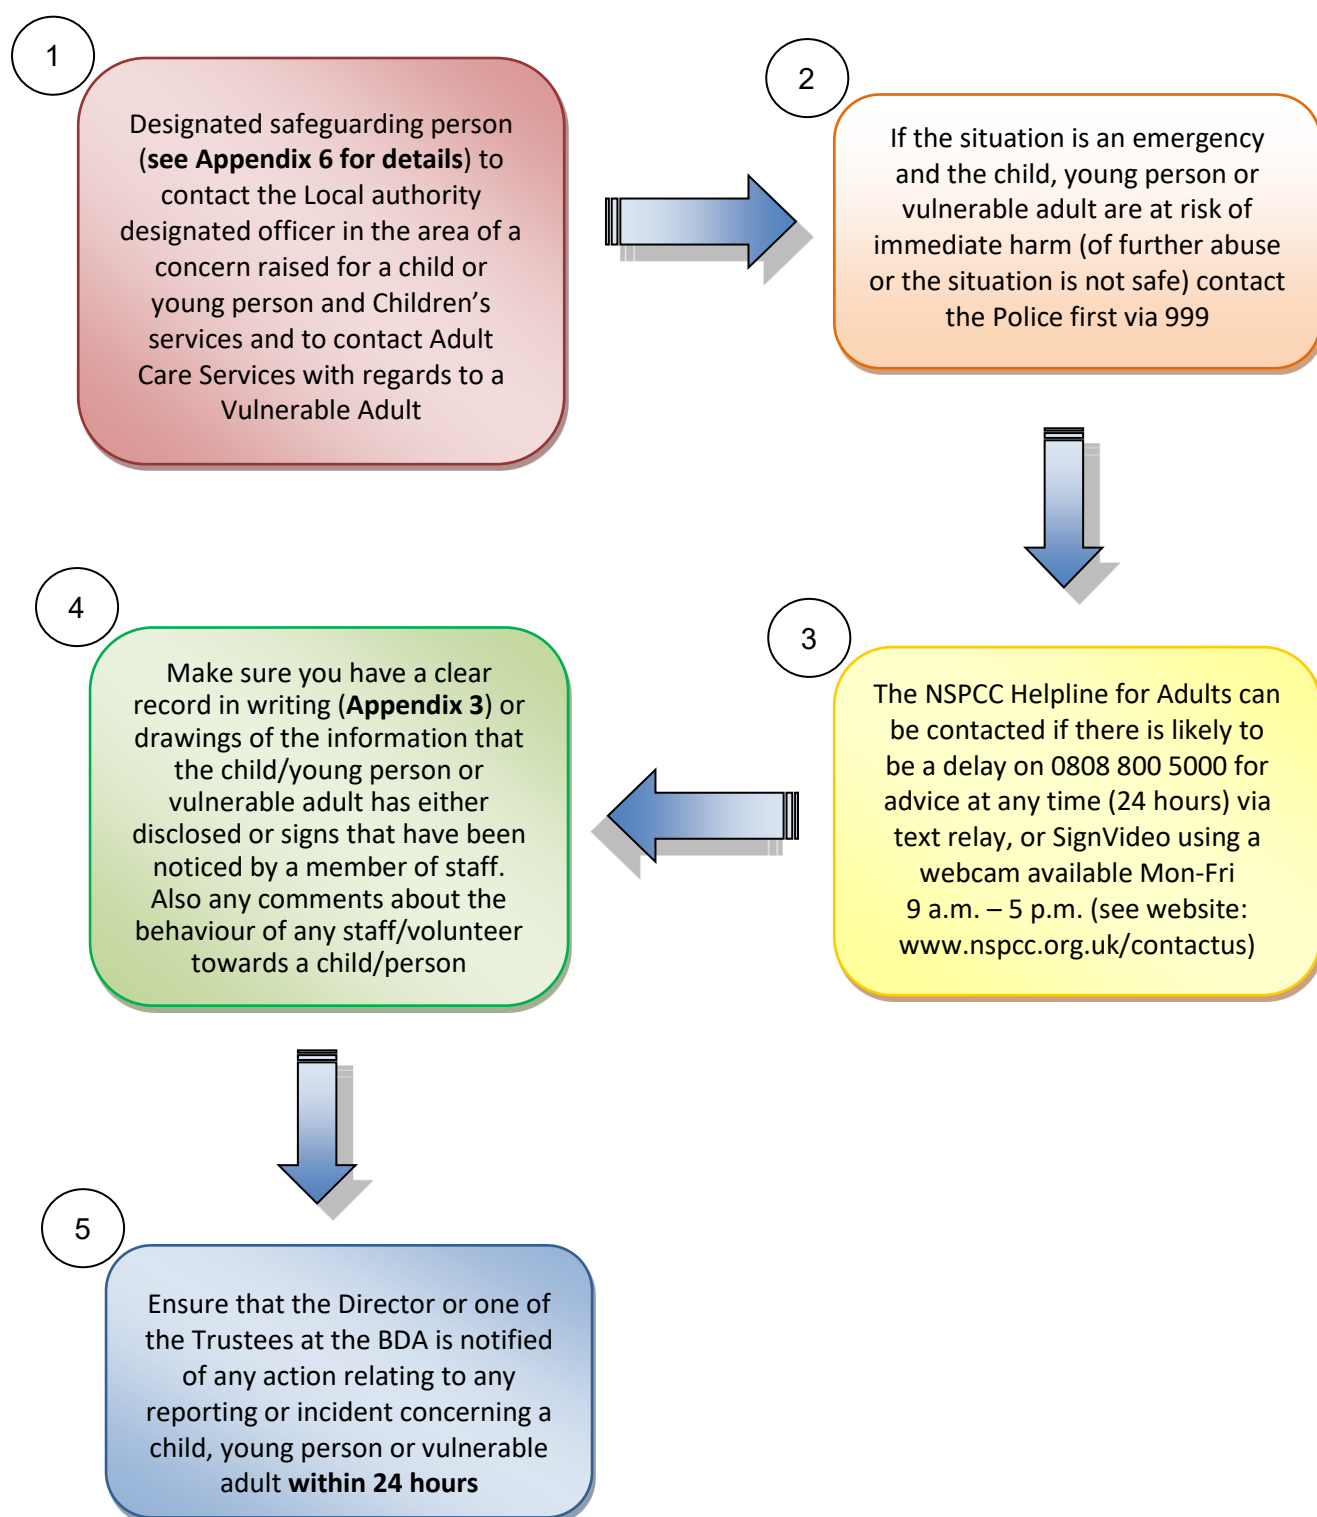 1
Designated safeguarding person
(see Appendix 6 for details) to
contact the Local authority
designated officer in the area of a
concern raised for a child or
young person and Children’s
services and to contact Adult
Care Services with regards to a
Vulnerable Adult
2
If the situation is an emergency
and the child, young person or
vulnerable adult are at risk of
immediate harm (of further abuse
or the situation is not safe) contact
the Police first via 999
3
The NSPCC Helpline for Adults can
be contacted if there is likely to
be a delay on 0808 800 5000 for
advice at any time (24 hours) via
text relay, or SignVideo using a
webcam available Mon-Fri
9 a.m. – 5 p.m. (see website:
www.nspcc.org.uk/contactus)
4
Make sure you have a clear
record in writing (Appendix 3) or
drawings of the information that
the child/young person or
vulnerable adult has either
disclosed or signs that have been
noticed by a member of staff.
Also any comments about the
behaviour of any staff/volunteer
towards a child/person
5
Ensure that the Director or one of
the Trustees at the BDA is notified
of any action relating to any
reporting or incident concerning a
child, young person or vulnerable
adult within 24 hours